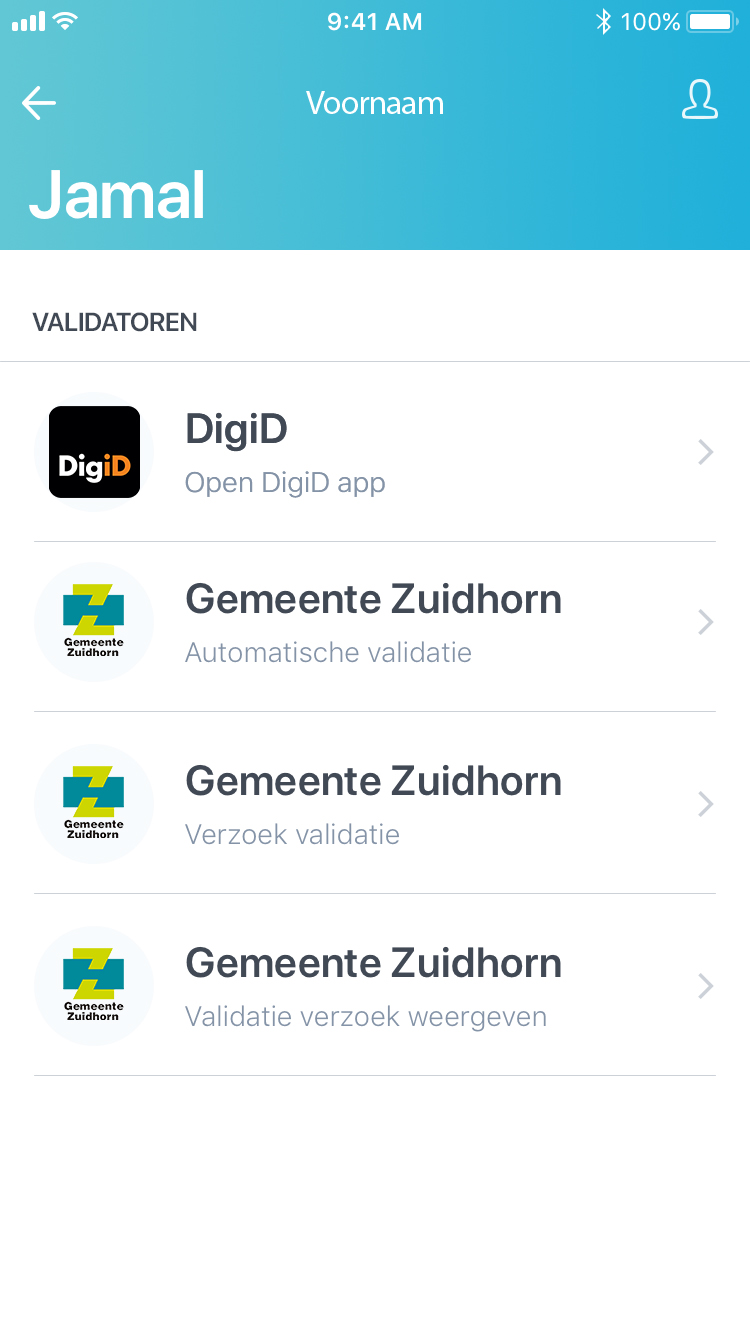 9:41 AM 100%
Voornaam
Jamal
VALIDATOREN
DigiD
DigiD
Open DigiD app
Gemeente
Zuidhorn
Gemeente Zuidhorn
Automatische validatie
Gemeente
Zuidhorn
Gemeente Zuidhorn
Verzoek validatie
Gemeente
Zuidhorn
Gemeente Zuidhorn
Validatie verzoek weergeven